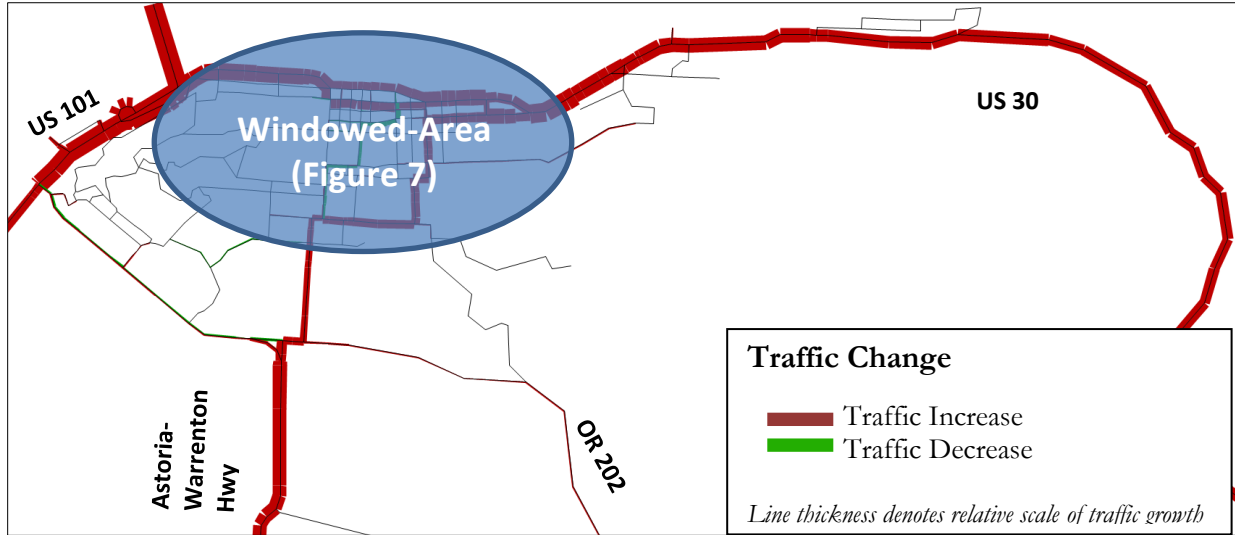 US 101
US 30
Windowed-Area
(Figure 7)
Astoria-
Warrenton
Hwy
OR 202
Traffic Change
Traffic Increase
Traffic Decrease
Line thickness denotes relative scale of traffic growth